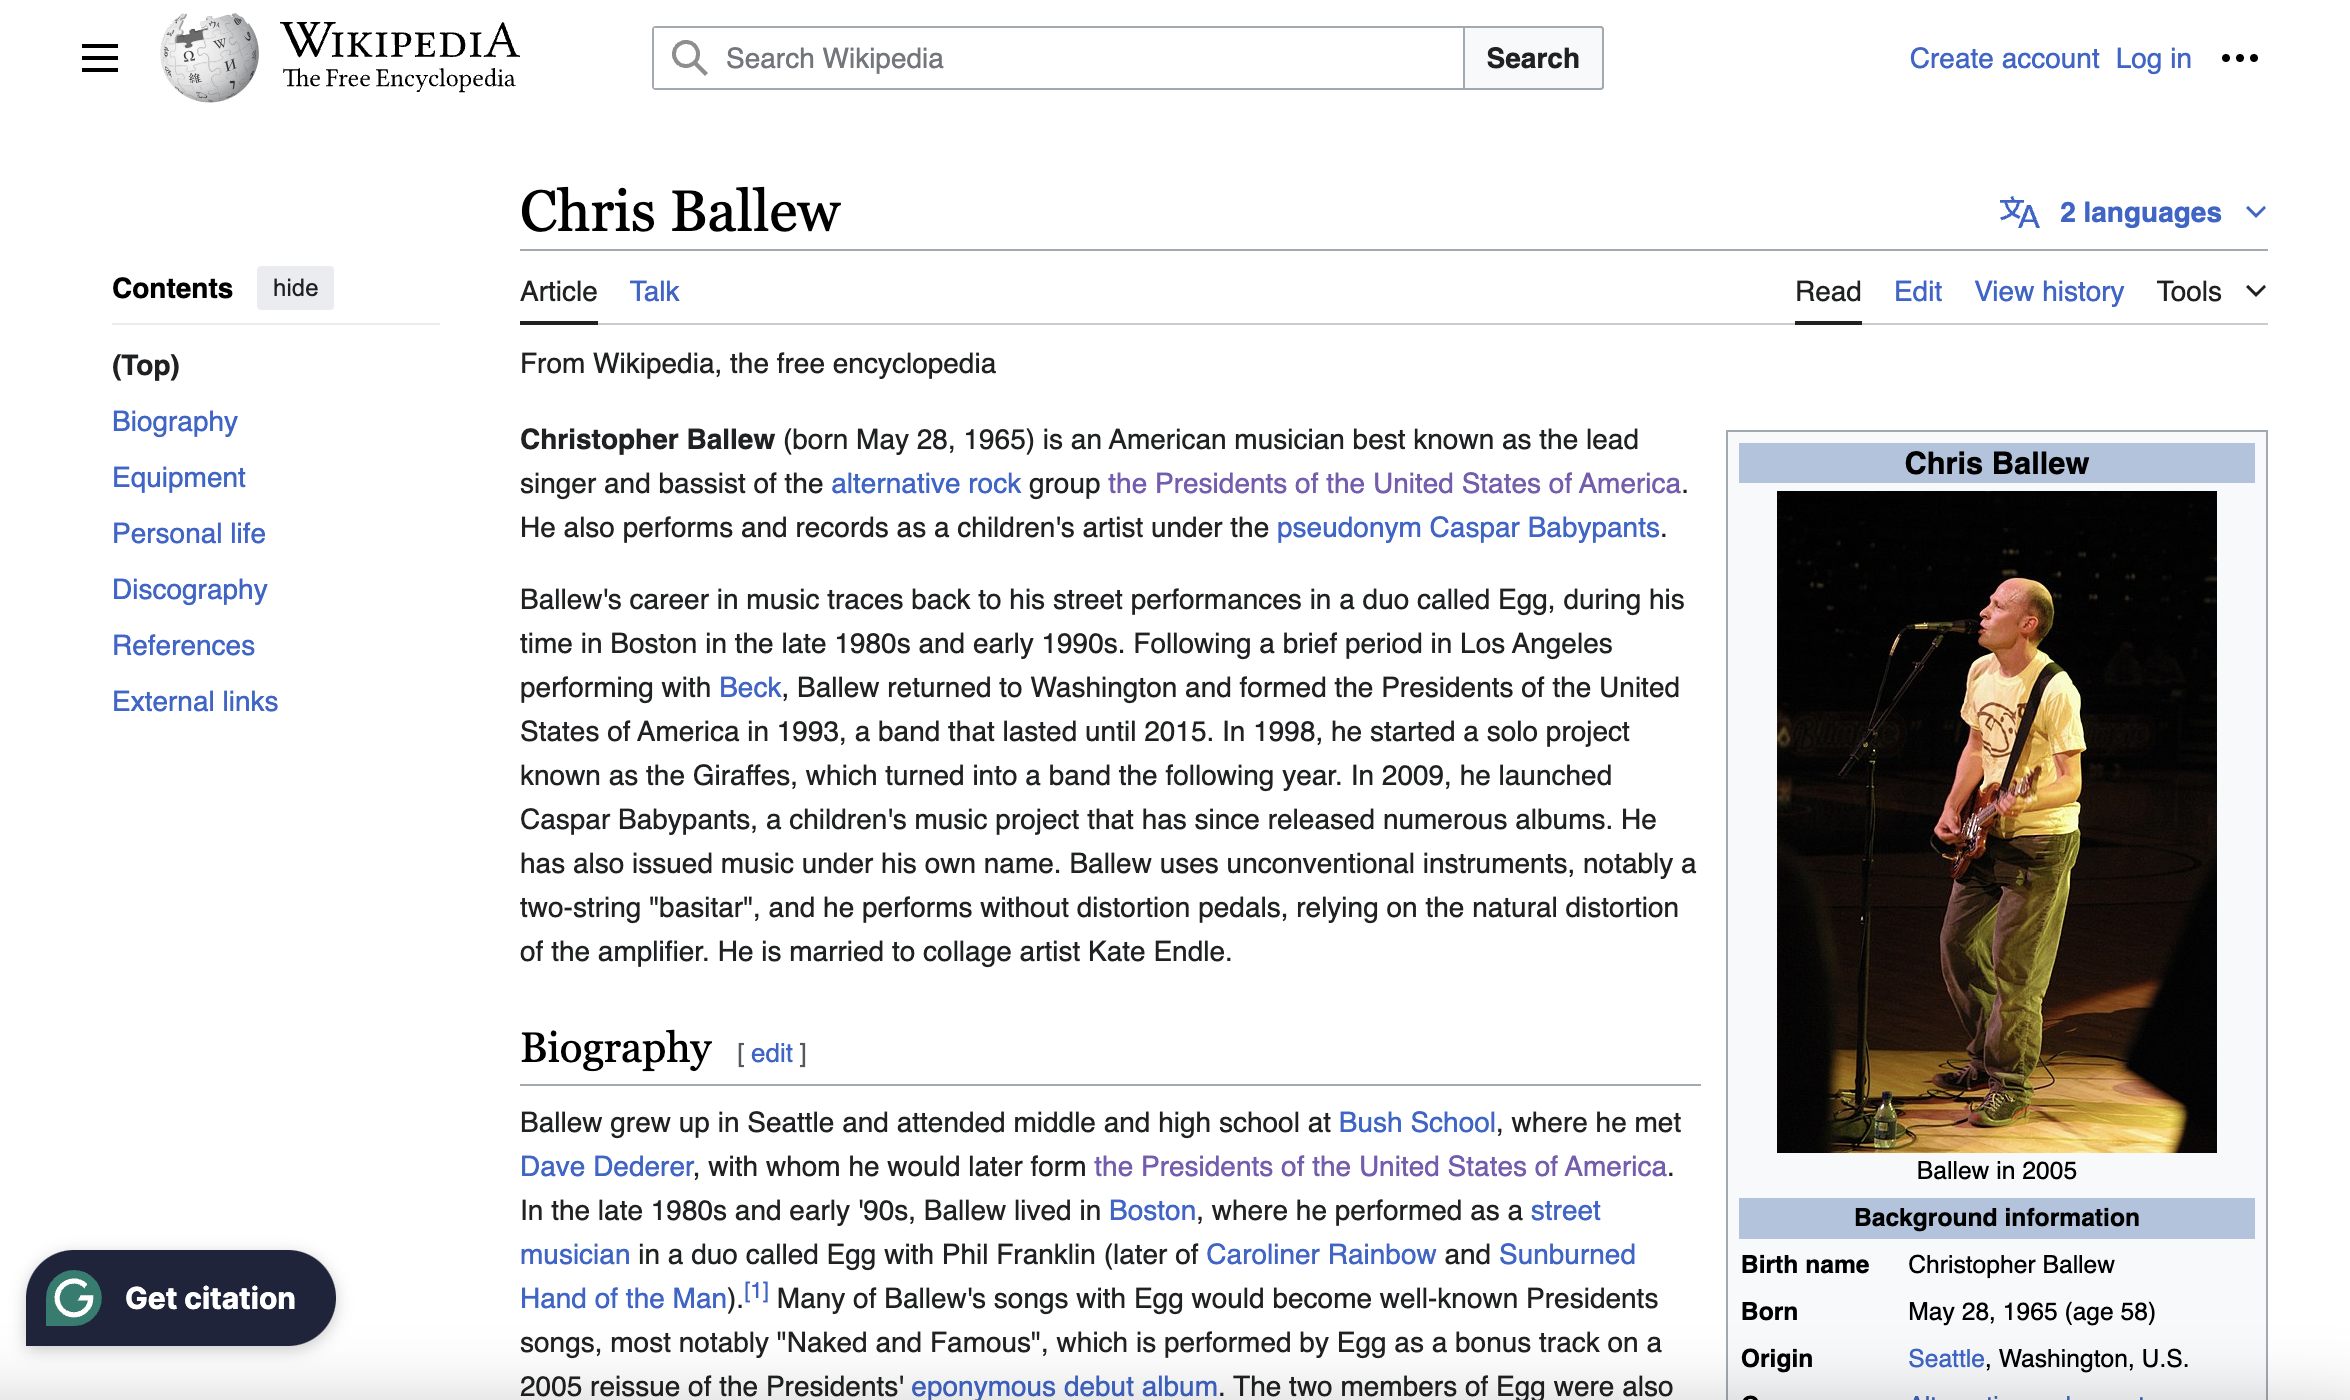 WIKIPEDIA
The Free Encyclopedia
Search Wikipedia
Search
Create account Log in
Chris Ballew
2 languages
Contents hide
(Top)
Biography
Equipment
Personal life
Discography
References
External links
Article Talk
Read Edit View history Tools
From Wikipedia, the free encyclopedia
Christopher Ballew (born May 28, 1965) is an American musician best known as the lead
singer and bassist of the alternative rock group the Presidents of the United States of America.
He also performs and records as a children's artist under the pseudonym Caspar Babypants.
Ballew's career in music traces back to his street performances in a duo called Egg, during his
time in Boston in the late 1980s and early 1990s. Following a brief period in Los Angeles
performing with Beck, Ballew returned to Washington and formed the Presidents of the United
States of America in 1993, a band that lasted until 2015. In 1998, he started a solo project
known as the Giraffes, which turned into a band the following year. In 2009, he launched
Caspar Babypants, a children's music project that has since released numerous albums. He
has also issued music under his own name. Ballew uses unconventional instruments, notably a
two-string "basitar", and he performs without distortion pedals, relying on the natural distortion
of the amplifier. He is married to collage artist Kate Endle.
Biography [ edit ]
Ballew grew up in Seattle and attended middle and high school at Bush School, where he met
Dave Dederer, with whom he would later form the Presidents of the United States of America.
In the late 1980s and early '90s, Ballew lived in Boston, where he performed as a street
musician in a duo called Egg with Phil Franklin (later of Caroliner Rainbow and Sunburned
Hand of the Man).[1] Many of Ballew's songs with Egg would become well-known Presidents
songs, most notably "Naked and Famous", which is performed by Egg as a bonus track on a
2005 reissue of the Presidents' eponymous debut album. The two members of Egg were also
Chris Ballew
Ballew in 2005
Background information
Birth name Christopher Ballew
Born May 28, 1965 (age 58)
Origin Seattle, Washington, U.S.
Get citation